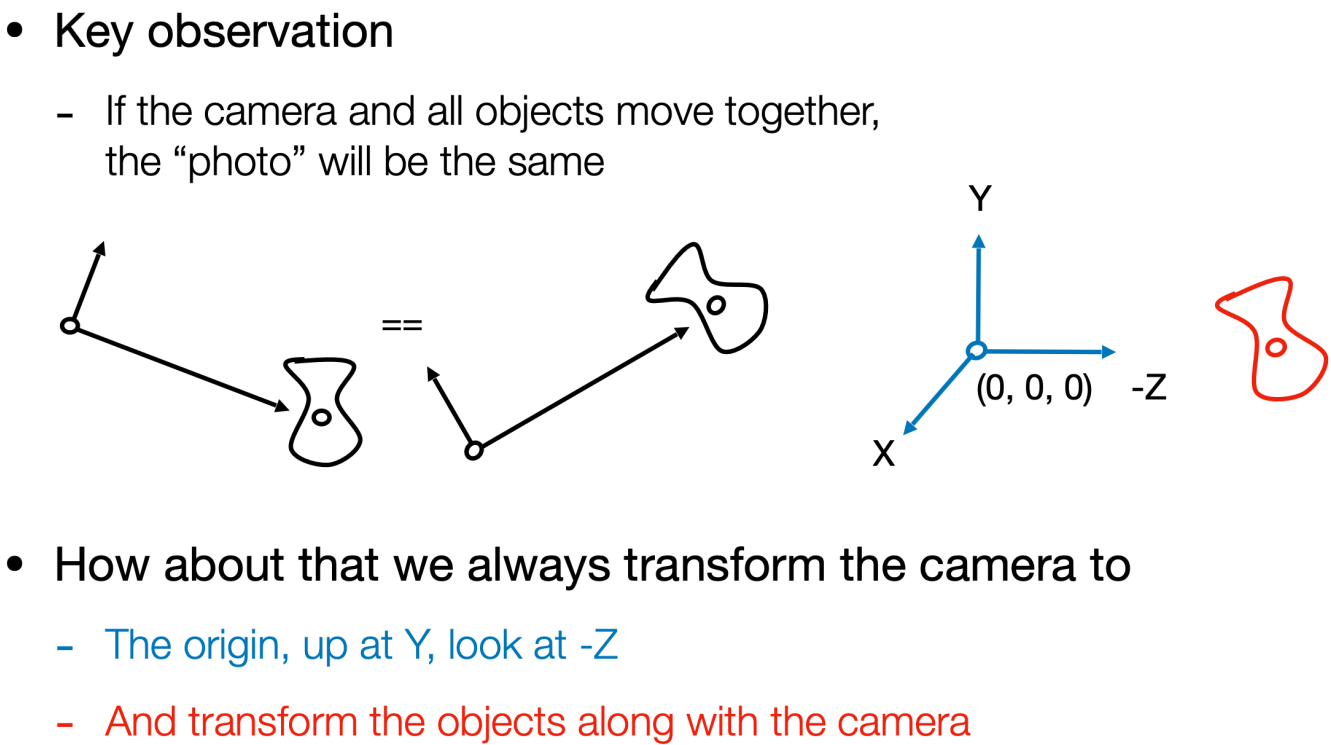 • Key observation
- If the camera and all objects move together,
the “photo” will be the same
==
Y
(0, 0, 0)
-Z
X
• How about that we always transform the camera to
- The origin, up at Y, look at -Z
- And transform the objects along with the camera